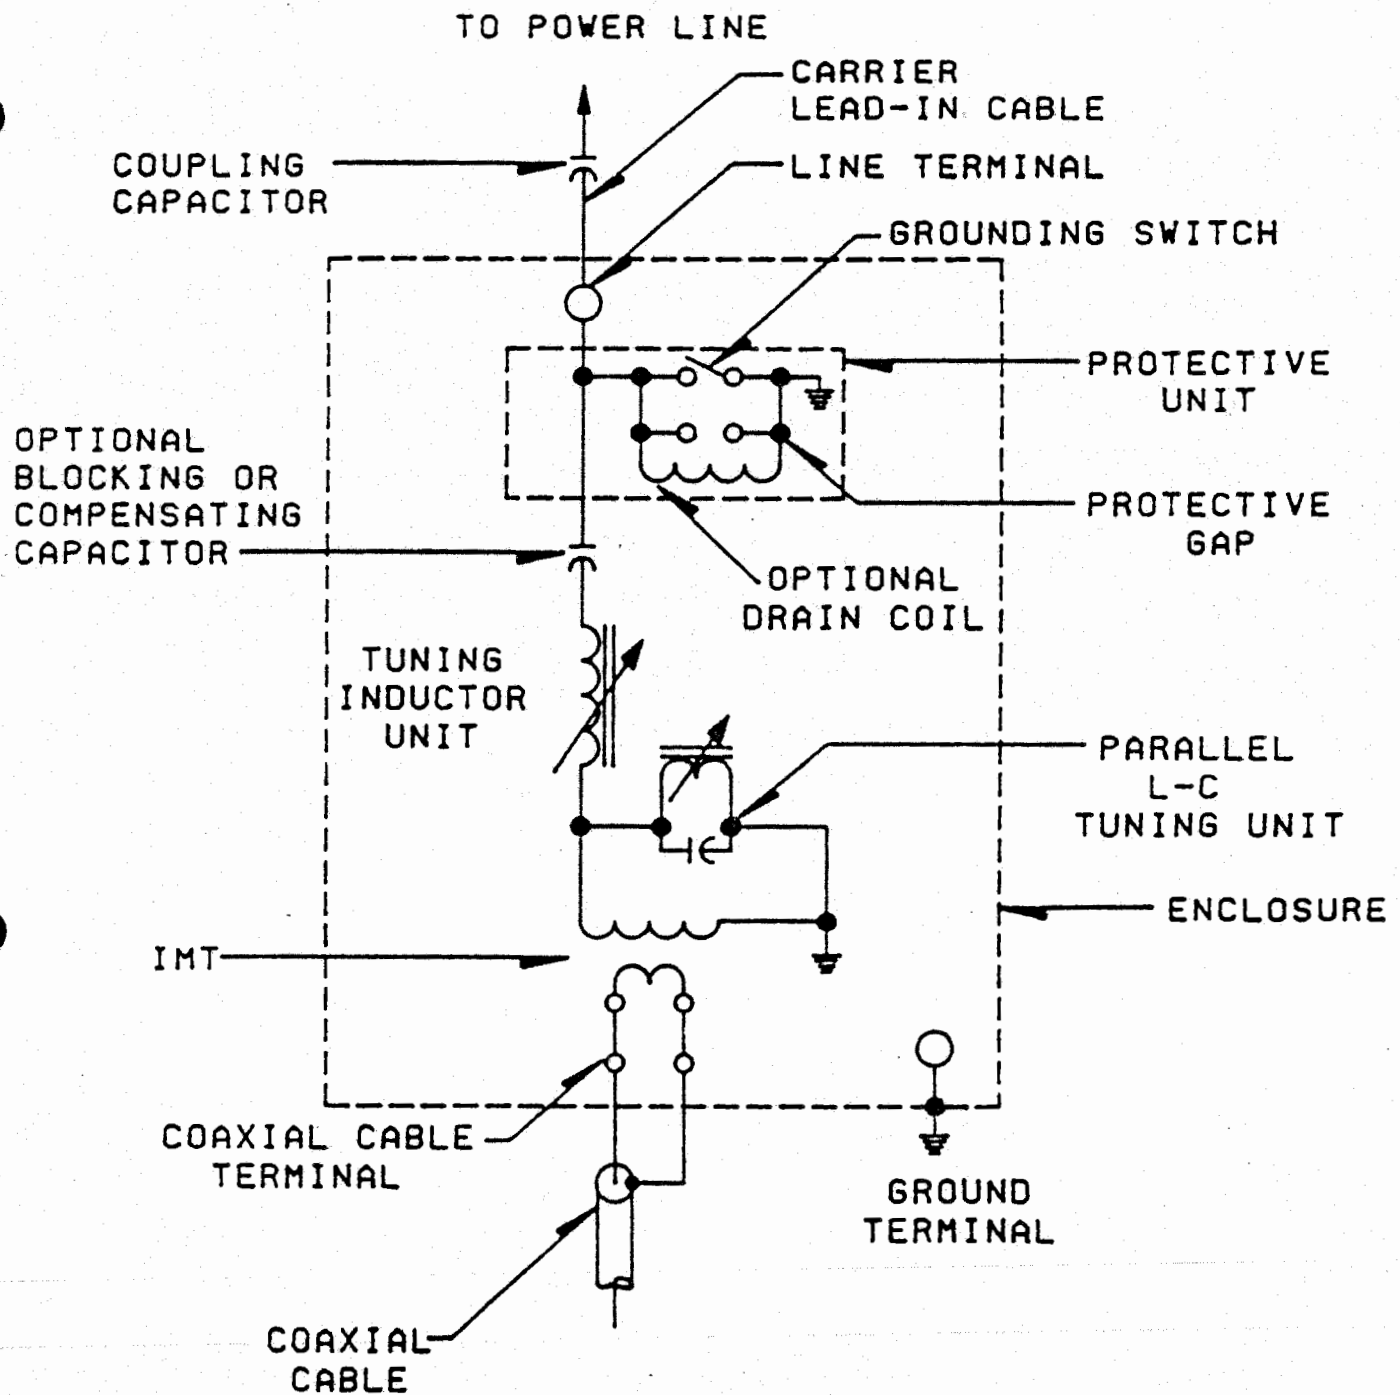 TO POWER LINE
CARRIER
LEAD-IN CABLE
COUPLING
CAPACITOR
LINE TERMINAL
GROUNDING SWITCH
PROTECTIVE
UNIT
OPTIONAL
BLOCKING OR
COMPENSATING
CAPACITOR
PROTECTIVE
GAP
OPTIONAL
DRAIN COIL
TUNING
INDUCTOR
UNIT
PARALLEL
L-C
TUNING UNIT
ENCLOSURE
IMT
COAXIAL CABLE
TERMINAL
GROUND
TERMINAL
COAXIAL
CABLE